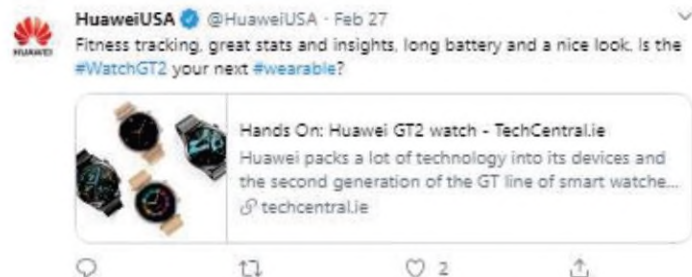 HuaweiUSA @HuaweiUSA · Feb 27
HUAWEI
Fitness tracking, great stats and insights, long battery and a nice look. Is the
#WatchGT2 your next #wearable?
Hands On: Huawei GT2 watch - TechCentral.ie
Huawei packs a lot of technology into its devices and
the second generation of the GT line of smart watche...
techcentral.ie
2